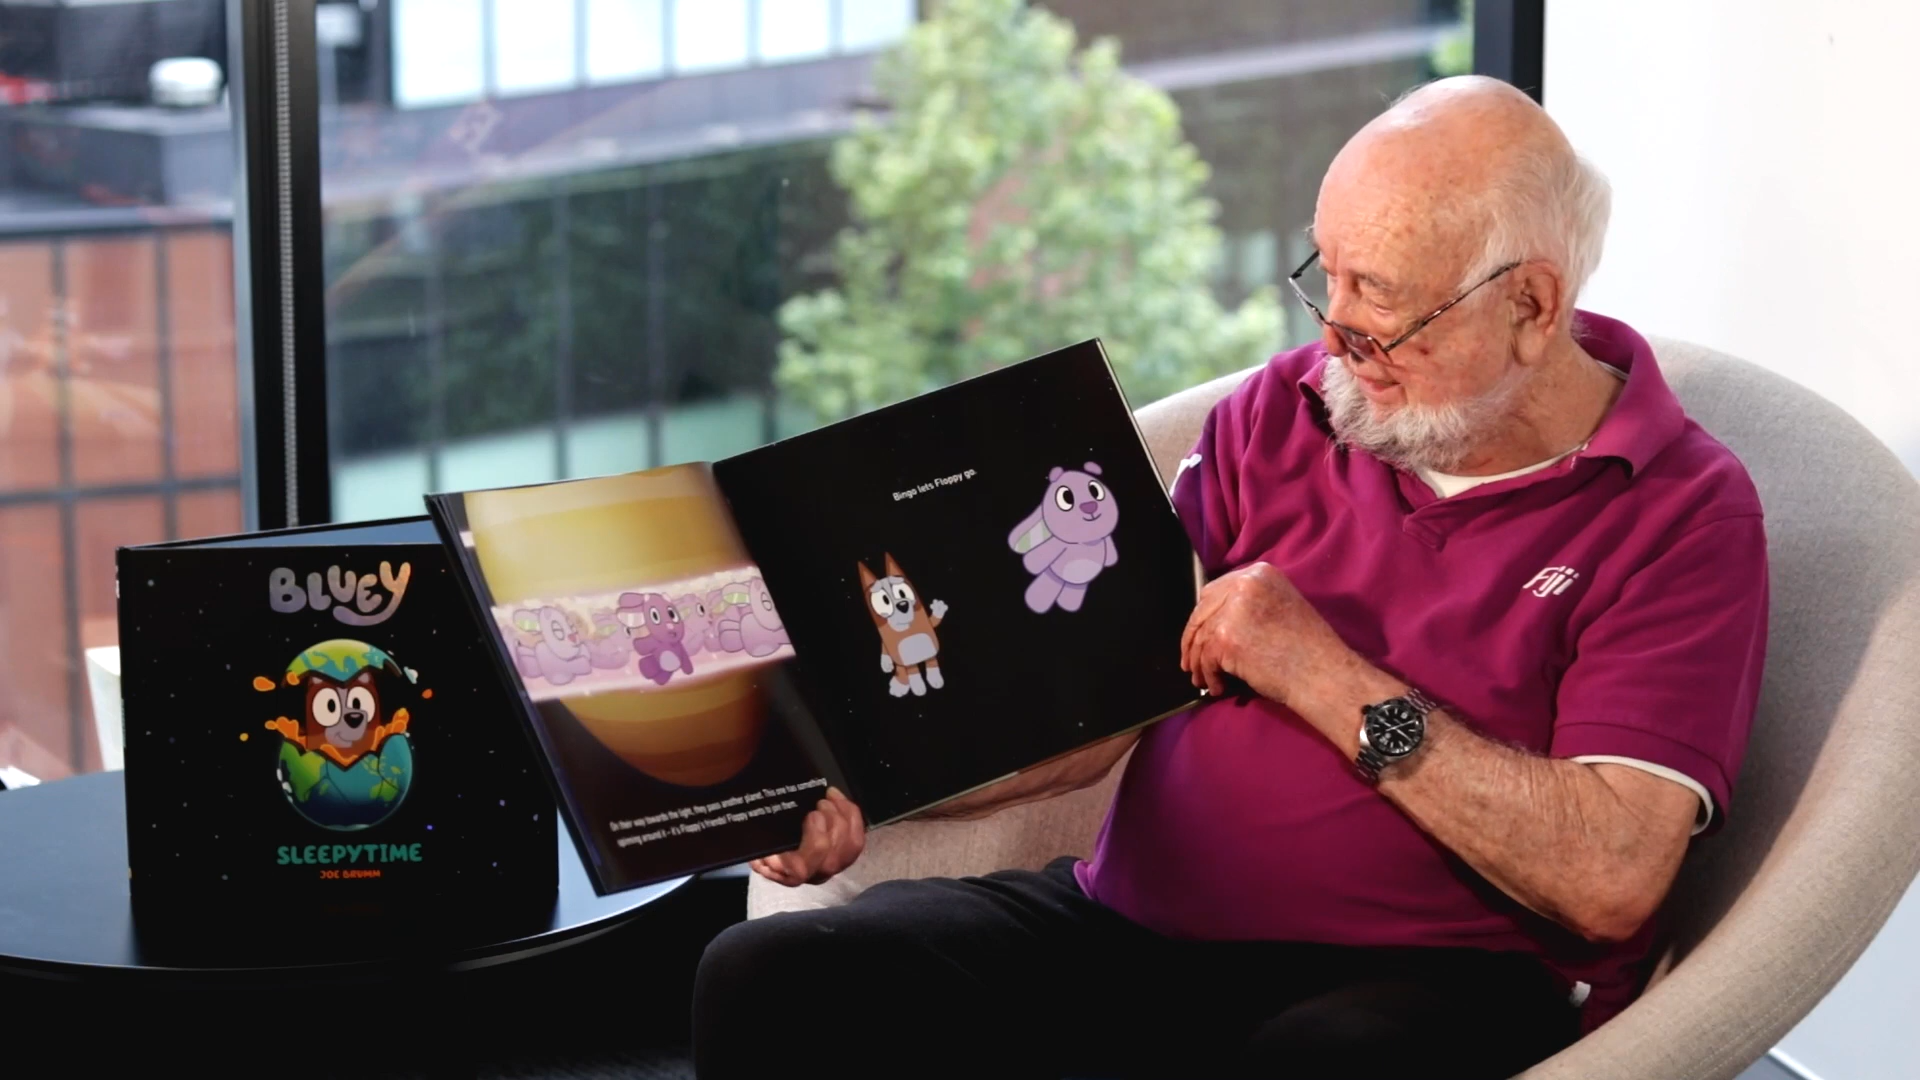 BLUEY
SLEEPYTIME
JOE BRUMM
On their way towards the light, they pass another planet. This one has something
spinning around it – it's Floppy's friends! Floppy wants to join them.
Bingo lets Floppy go.
Fiji